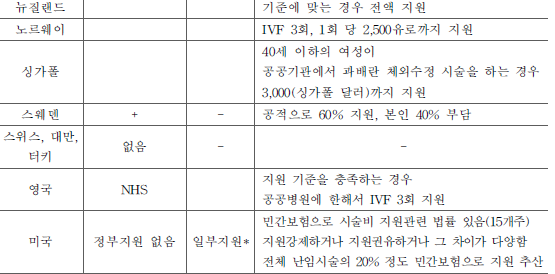 뉴질랜드 기준에 맞는 경우 전액 지원
노르웨이 IVF 3회, 1회 당 2,500유로까지 지원
싱가폴
40세 이하의 여성이
공공기관에서 과배란 체외수정 시술을 하는 경우
3,000(싱가폴 달러)까지 지원
스웨덴 + - 공적으로 60% 지원, 본인 40% 부담
스위스, 대만,
터키
없음 - -
영국 NHS
지원 기준을 충족하는 경우
공공병원에 한해서 IVF 3회 지원
미국 정부지원 없음 일부지원*
민간보험으로 시술비 지원관련 법률 있음(15개주)
지원강제하거나 지원권유하거나 그 차이가 다양함
전체 난임시술의 20% 정도 민간보험으로 지원 추산